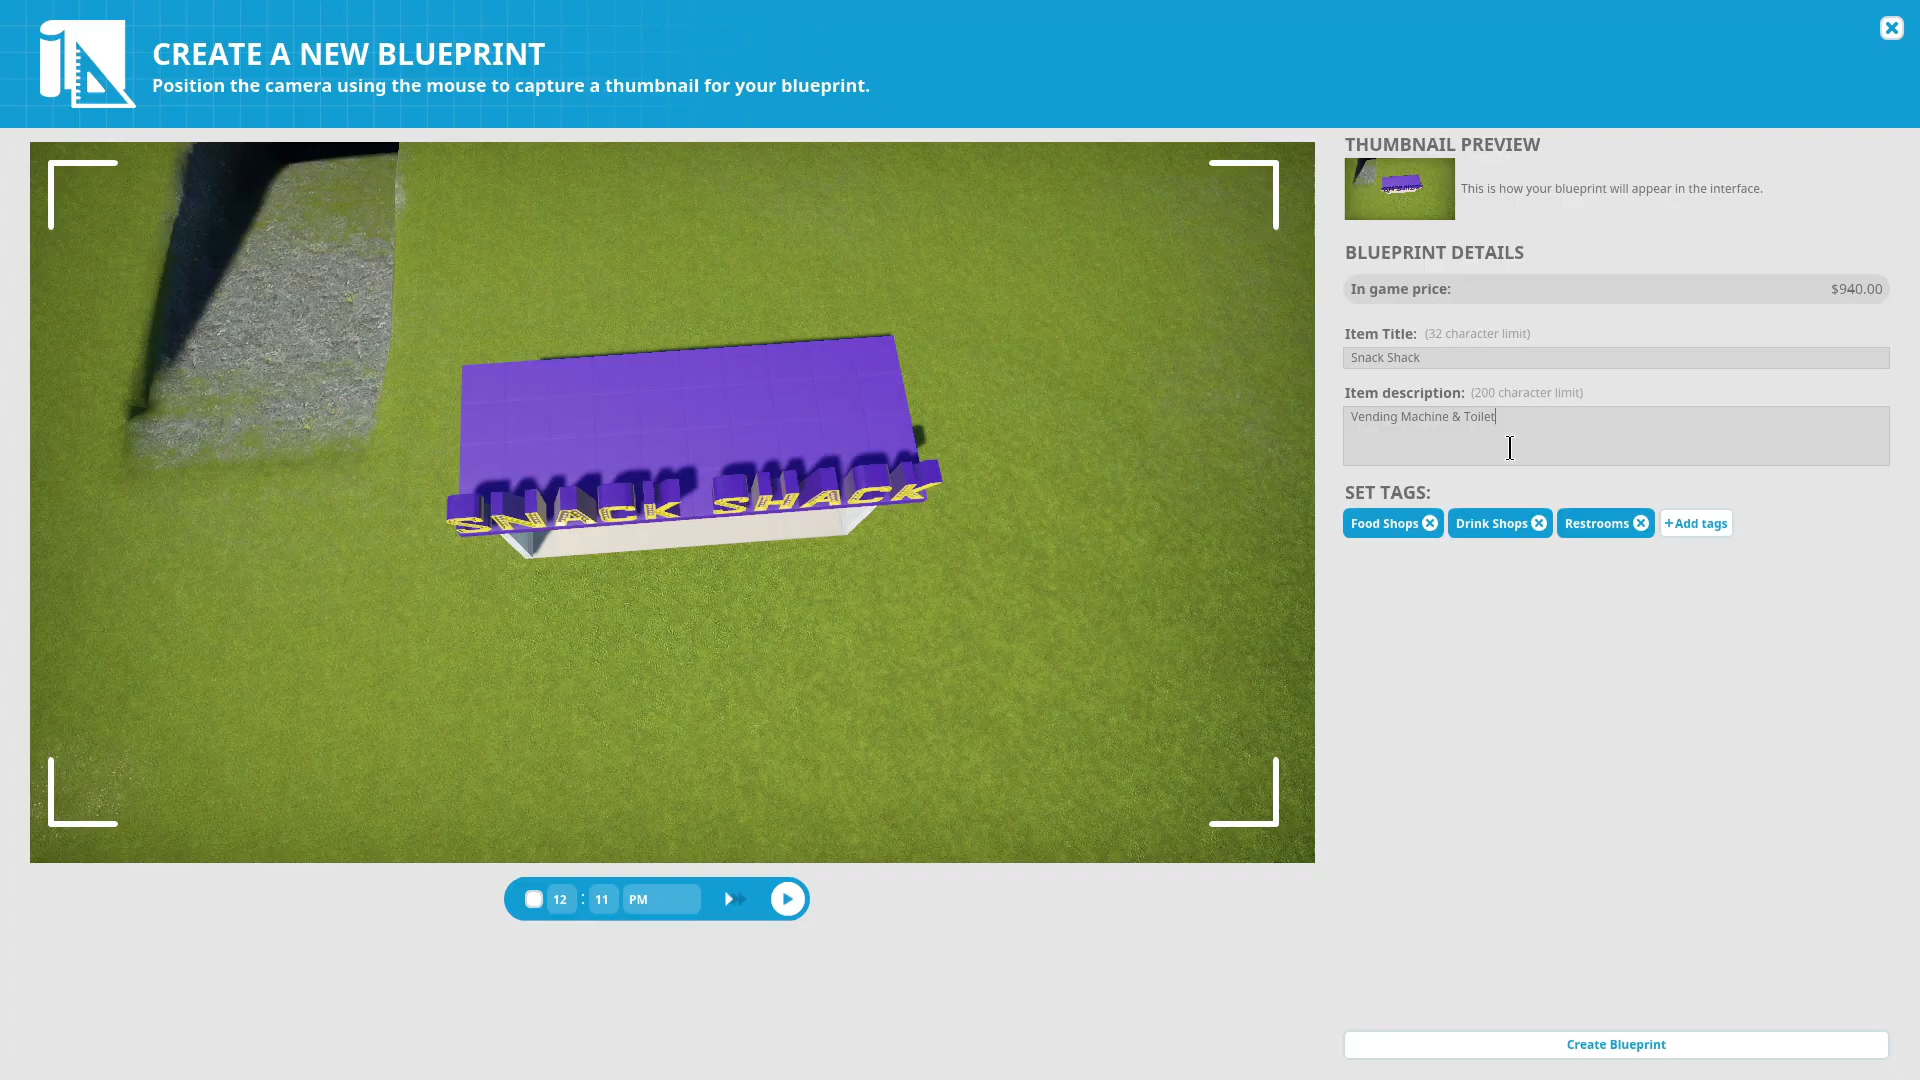 CREATE A NEW BLUEPRINT
Position the camera using the mouse to capture a thumbnail for your blueprint.
SNACK SHACK
12 : 11 PM
THUMBNAIL PREVIEW
This is how your blueprint will appear in the interface.
BLUEPRINT DETAILS
In game price: $940.00
Item Title: (32 character limit)
Snack Shack
Item description: (200 character limit)
Vending Machine & Toilet
SET TAGS:
Food Shops Drink Shops Restrooms +Add tags
Create Blueprint